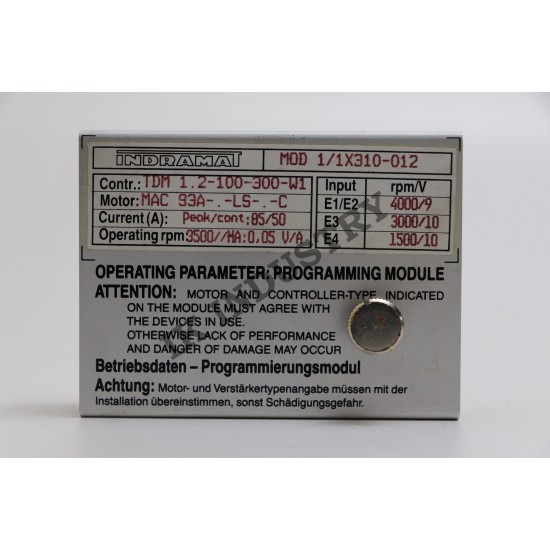 INDRAMAT MOD 1/1X310-012
Contr.: TDM 1.2-100-300-W1 Input rpm/V
Motor: MAC 93A-.-LS-.-C E1/E2 4000/9
Current (A): Peak/cont: 85/50 E3 3000/10
Operating rpm: 3500//MA: 0.05 V/A E4 1500/10
OPERATING PARAMETER: PROGRAMMING MODULE
ATTENTION: MOTOR AND CONTROLLER-TYPE INDICATED
ON THE MODULE MUST AGREE WITH
THE DEVICES IN USE.
OTHERWISE LACK OF PERFORMANCE
AND DANGER OF DAMAGE MAY OCCUR
Betriebsdaten – Programmierungsmodul
Achtung: Motor- und Verstärkertypenangabe müssen mit der
Installation übereinstimmen, sonst Schädigungsgefahr.
IR INDUSTRY